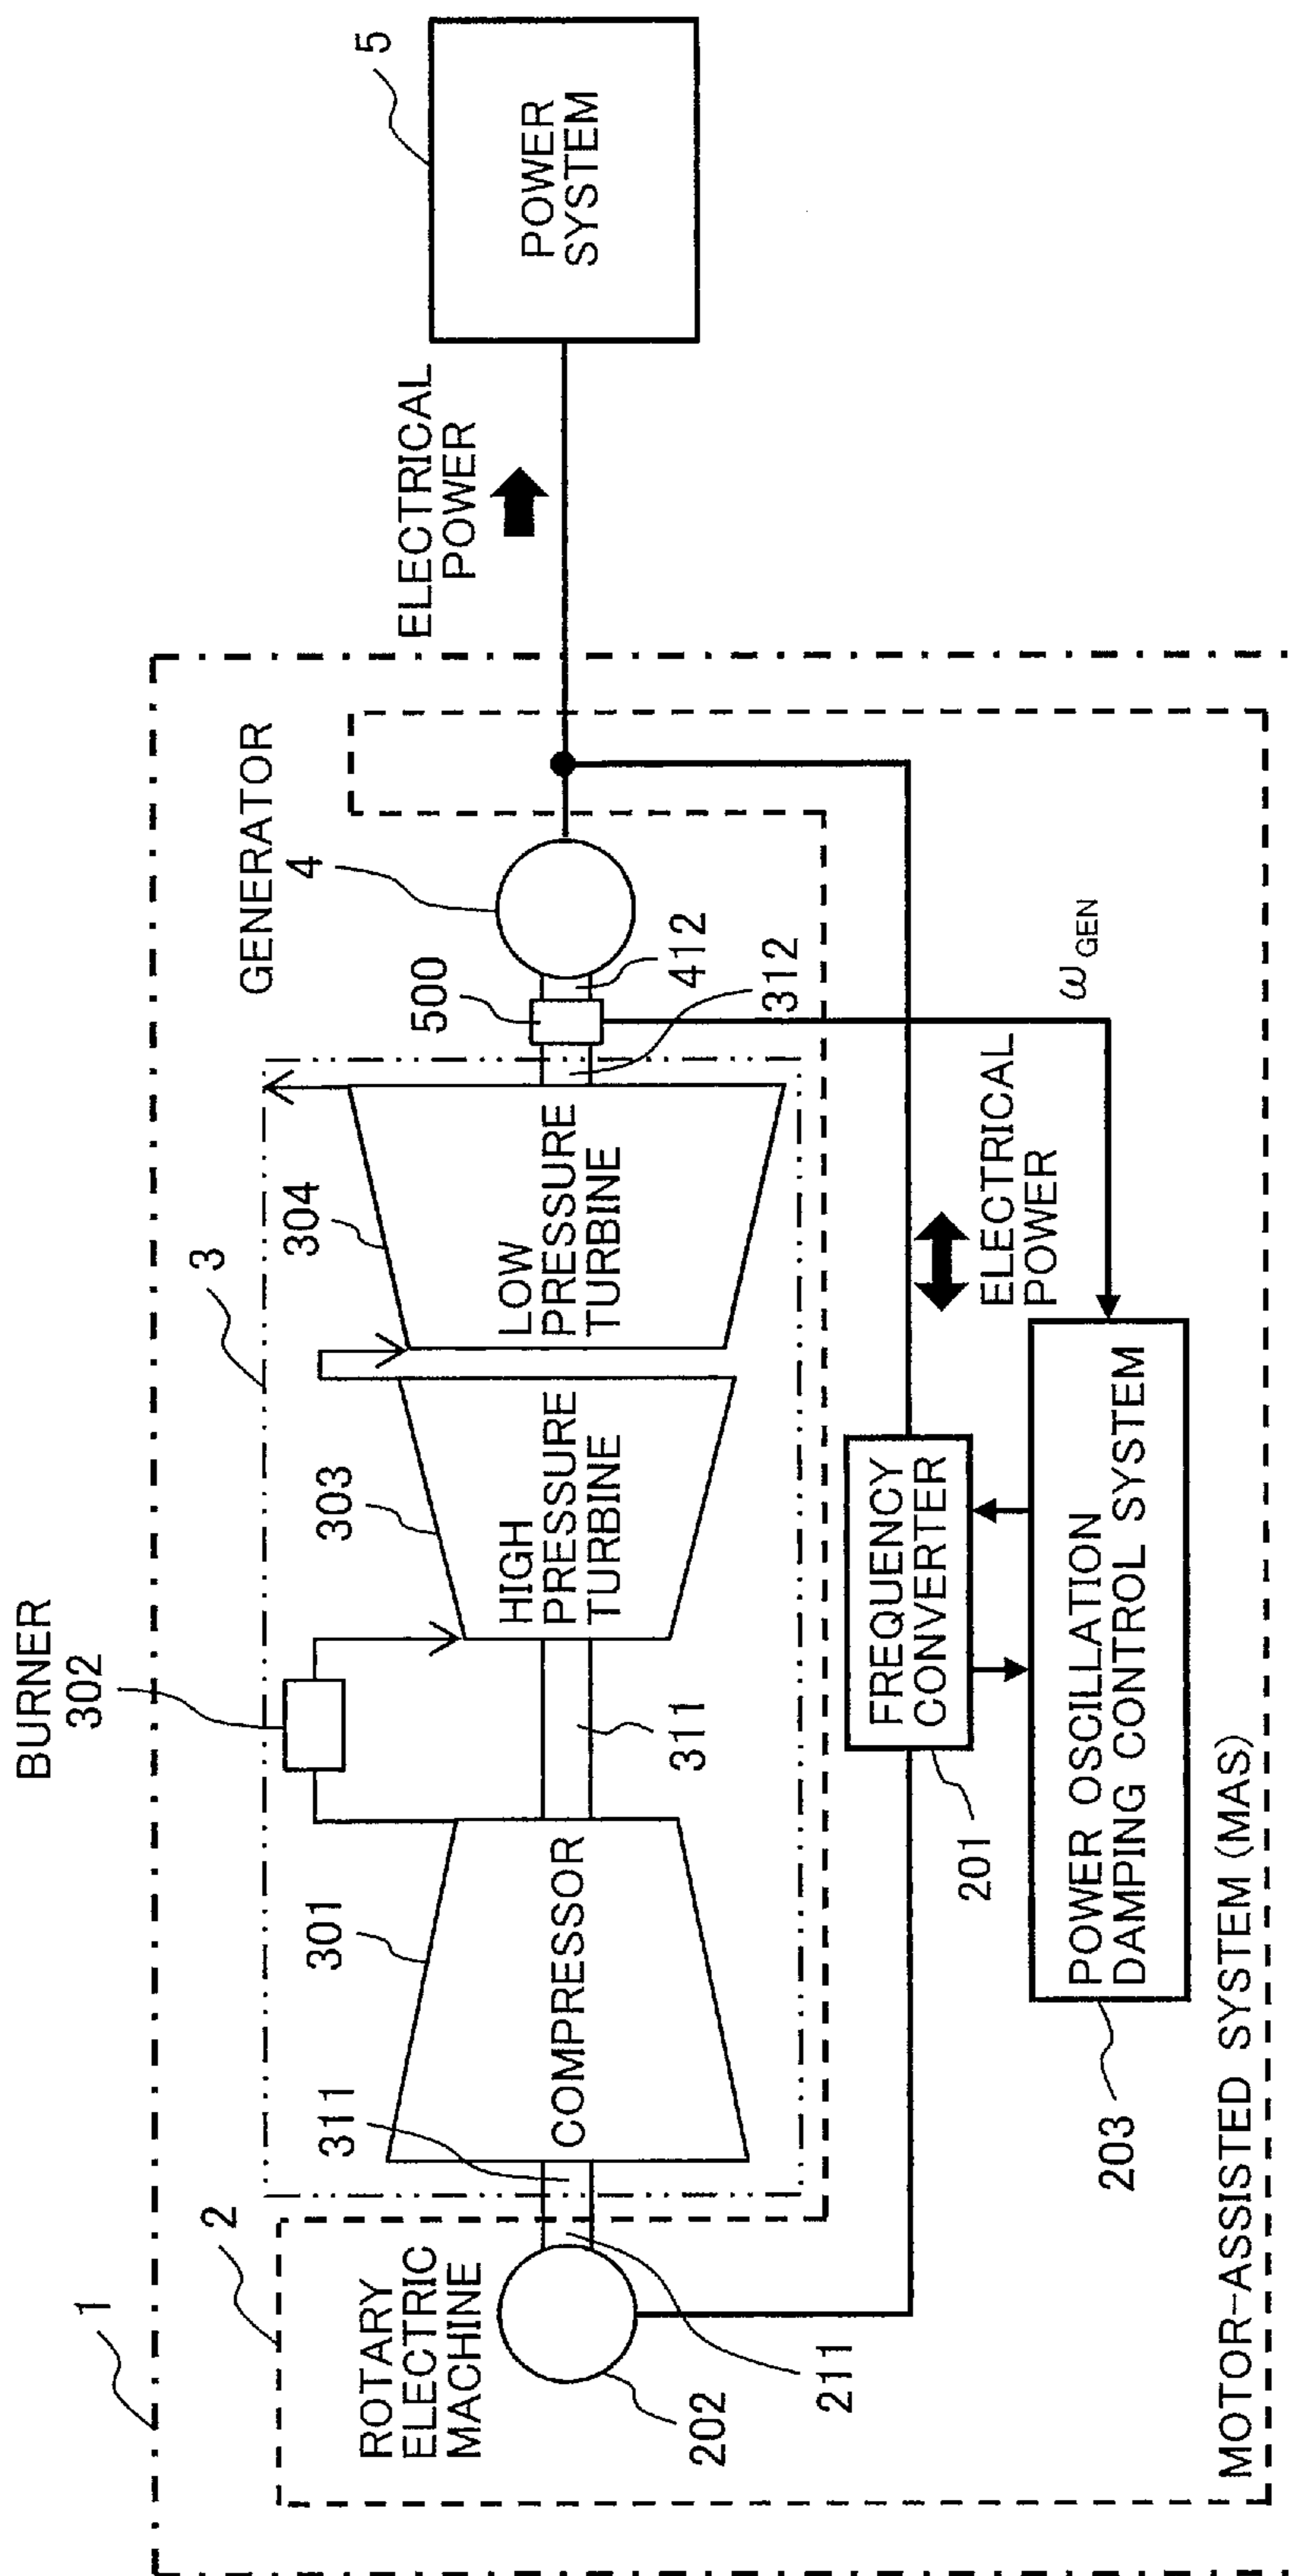 BURNER
302
1
2
3
5
POWER
SYSTEM
ELECTRICAL
POWER
GENERATOR
4
500
412
312
304
LOW
PRESSURE
TURBINE
303
HIGH
PRESSURE
TURBINE
311
301
COMPRESSOR
311
ROTARY
ELECTRIC
MACHINE
202
211
FREQUENCY
CONVERTER
201
ELECTRICAL
POWER
ωGEN
POWER OSCILLATION
DAMPING CONTROL SYSTEM
203
MOTOR-ASSISTED SYSTEM (MAS)